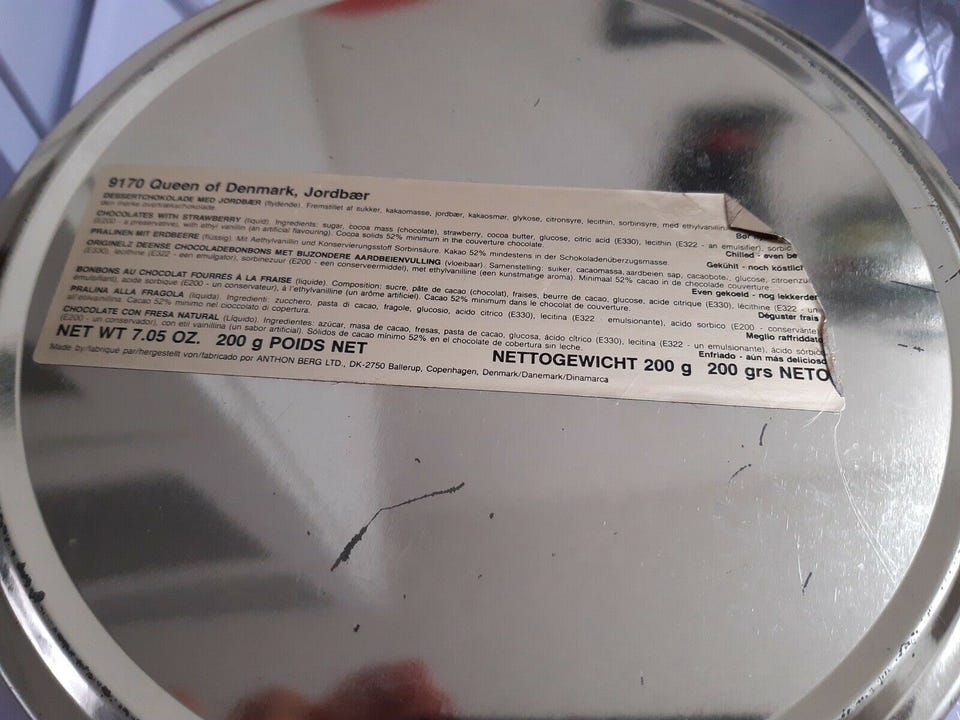 9170 Queen of Denmark, Jordbær
DESSERTCHOKOLADE MED JORDBÆR (flydende). Fremstillet af sukker, kakaomasse, jordbær, kakaosmør, glykose, citronsyre, lecithin, sorbinsyre, med ethylvanillin
den mørke overtrækschokolade.
CHOCOLATES WITH STRAWBERRY (liquid). Ingredients: sugar, cocoa mass (chocolate), strawberry, cocoa butter, glucose, citric acid (E330), lecithin (E322 - an emulsifier), sorbic
(E200 - a preservative), with ethyl vanillin (an artificial flavouring). Cocoa solids 52% minimum in the couverture chocolate.
Chilled - even be
PRALINEN MIT ERDBEERE (flüssig). Mit Aethylvanillin und Konservierungsstoff Sorbinsäure. Kakao 52% mindestens in der Schokoladenüberzugsmasse.
Gekühlt - noch köstlich
ORIGINELE DEENSE CHOCOLADEBONBONS MET BIJZONDERE AARDBEIENVULLING (vloeibaar). Samenstelling: suiker, cacaomassa, aardbeien sap, cacaobote, glucose, citroenzu
(E330), lecithine (E322 - een emulgator), sorbinezuur (E200 - een conserveermiddel), met ethylvanilline (een kunstmatige aroma). Minimaal 52% cacao in de chocolade couverture.
Even gekoeld - nog lekkerder
BONBONS AU CHOCOLAT FOURRÉS À LA FRAISE (liquide). Composition: sucre, pâte de cacao (chocolat), fraises, beurre de cacao, glucose, acide citrique (E330), lécithine (E322 - un
émulsifiant), acide sorbique (E200 - un conservateur), à l'ethylvanilline (un arôme artificiel). Cacao 52% minimum dans le chocolat de couverture.
Déguster frais
PRALINA ALLA FRAGOLA (liquida). Ingredienti: zucchero, pasta di cacao, fragole, glucosio, acido citrico (E330), lecitina (E322 - emulsionante), acido sorbico (E200 - conservante)
all'etilvanilina. Cacao 52% minimo nel cioccolato di copertura.
Meglio raffriddato
CHOCOLATE CON FRESA NATURAL (Líquido). Ingredientes: azúcar, masa de cacao, fresas, pasta de cacao, glucosa, ácido cítrico (E330), lecitina (E322 - un emulsionante), ácido sórbico
(E200 - un conservador), con etil vainillina (un sabor artificial). Sólidos de cacao mínimo 52% en el chocolate de cobertura sin leche.
Enfriado - aún más delicioso
NET WT 7.05 OZ. 200 g POIDS NET NETTOGEWICHT 200 g 200 grs NETO
Made by/fabriqué par/hergestellt von/fabricado por ANTHON BERG LTD., DK-2750 Ballerup, Copenhagen, Denmark/Danemark/Dinamarca